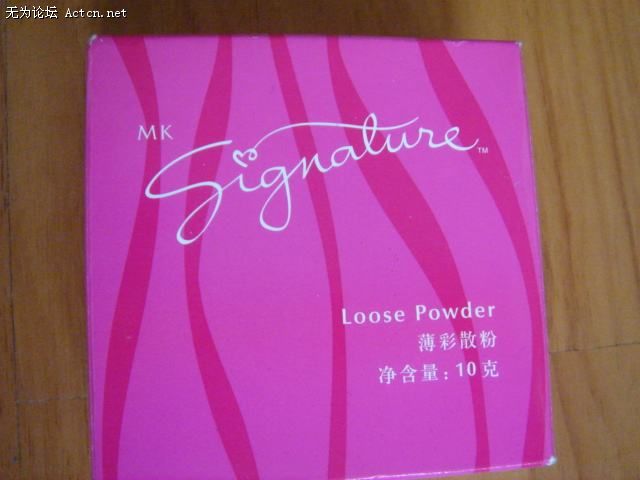 无为论坛 Actcn.net
MK
Signature™
Loose Powder
薄彩散粉
净含量：10克